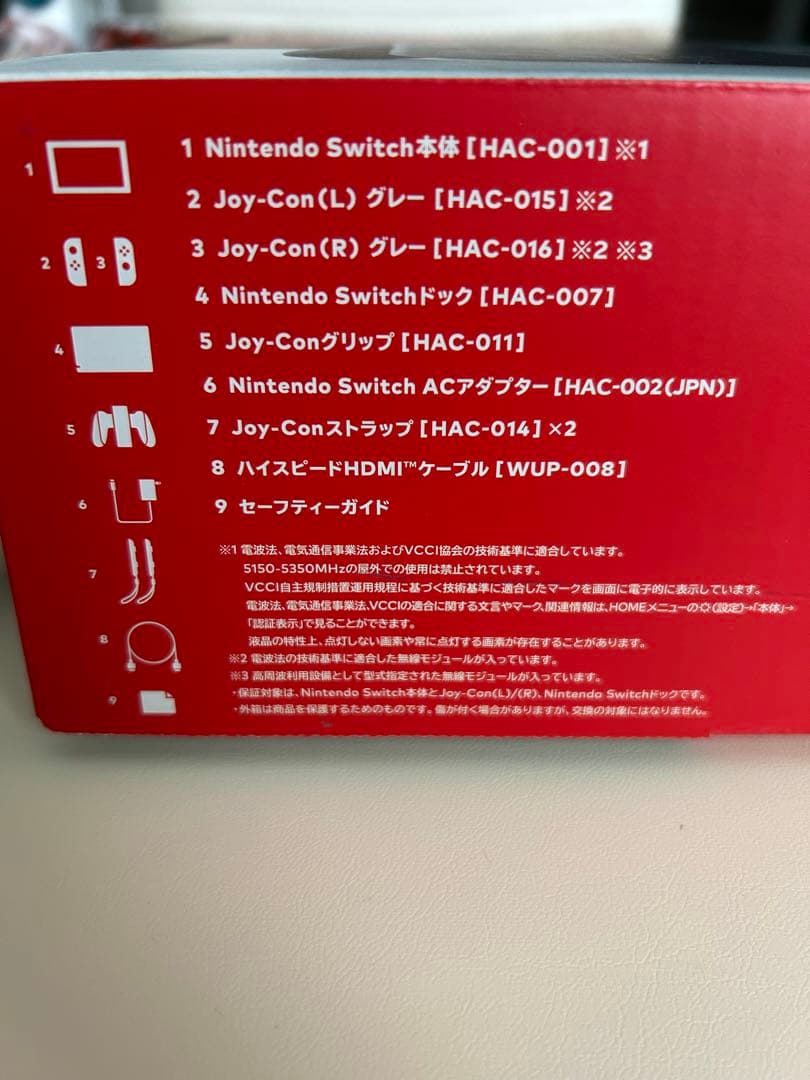 1 Nintendo Switch本体[HAC-001]※1
2 Joy-Con(L) グレー[HAC-015]※2
3 Joy-Con(R) グレー[HAC-016]※2 ※3
4 Nintendo Switchドック[HAC-007]
5 Joy-Conグリップ[HAC-011]
6 Nintendo Switch ACアダプター[HAC-002(JPN)]
7 Joy-Conストラップ[HAC-014]×2
8 ハイスピードHDMI™ケーブル[WUP-008]
9 セーフティーガイド
※1 電波法、電気通信事業法およびVCCI協会の技術基準に適合しています。
5150-5350MHzの屋外での使用は禁止されています。
VCCI自主規制措置運用規程に基づく技術基準に適合したマークを画面に電子的に表示しています。
電波法、電気通信事業法、VCCIの適合に関する文言やマーク、関連情報は、HOMEメニューの(設定)→「本体」→
「認証表示」で見ることができます。
液晶の特性上、点灯しない画素や常に点灯する画素が存在することがあります。
※2 電波法の技術基準に適合した無線モジュールが入っています。
※3 高周波利用設備として型式指定された無線モジュールが入っています。
・保証対象は、Nintendo Switch本体とJoy-Con(L)/(R)、Nintendo Switchドックです。
・外箱は商品を保護するためのものです。傷が付く場合がありますが、交換の対象にはなりません。
1
2
3
4
5
6
7
8
9